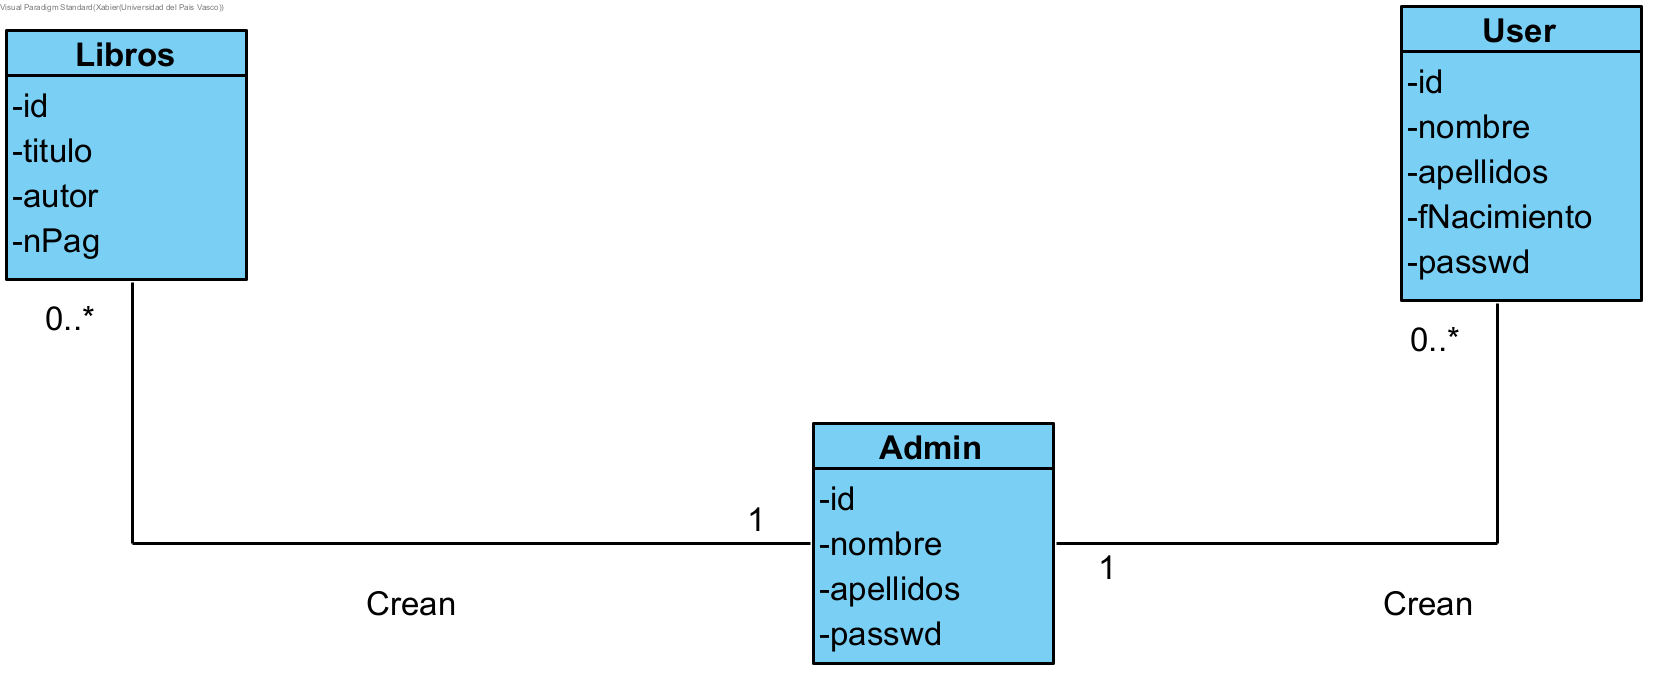 Visual Paradigm Standard(Xabier(Universidad del Pais Vasco))
Libros
-id
-titulo
-autor
-nPag
0..*
User
-id
-nombre
-apellidos
-fNacimiento
-passwd
0..*
Admin
-id
-nombre
-apellidos
-passwd
1
1
Crean
Crean